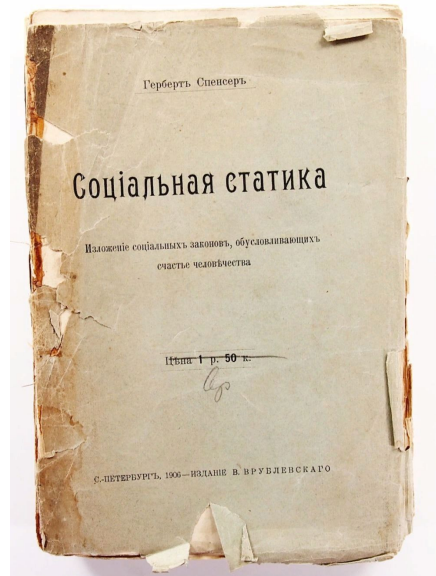 Гербертъ Спенсеръ
Соціальная статика
Изложеніе соціальныхъ законовъ, обусловливающихъ
счастье человѣчества
Цѣна 1 р. 50 к.
С.-ПЕТЕРБУРГЪ, 1906—ИЗДАНІЕ В. ВРУБЛЕВСКАГО